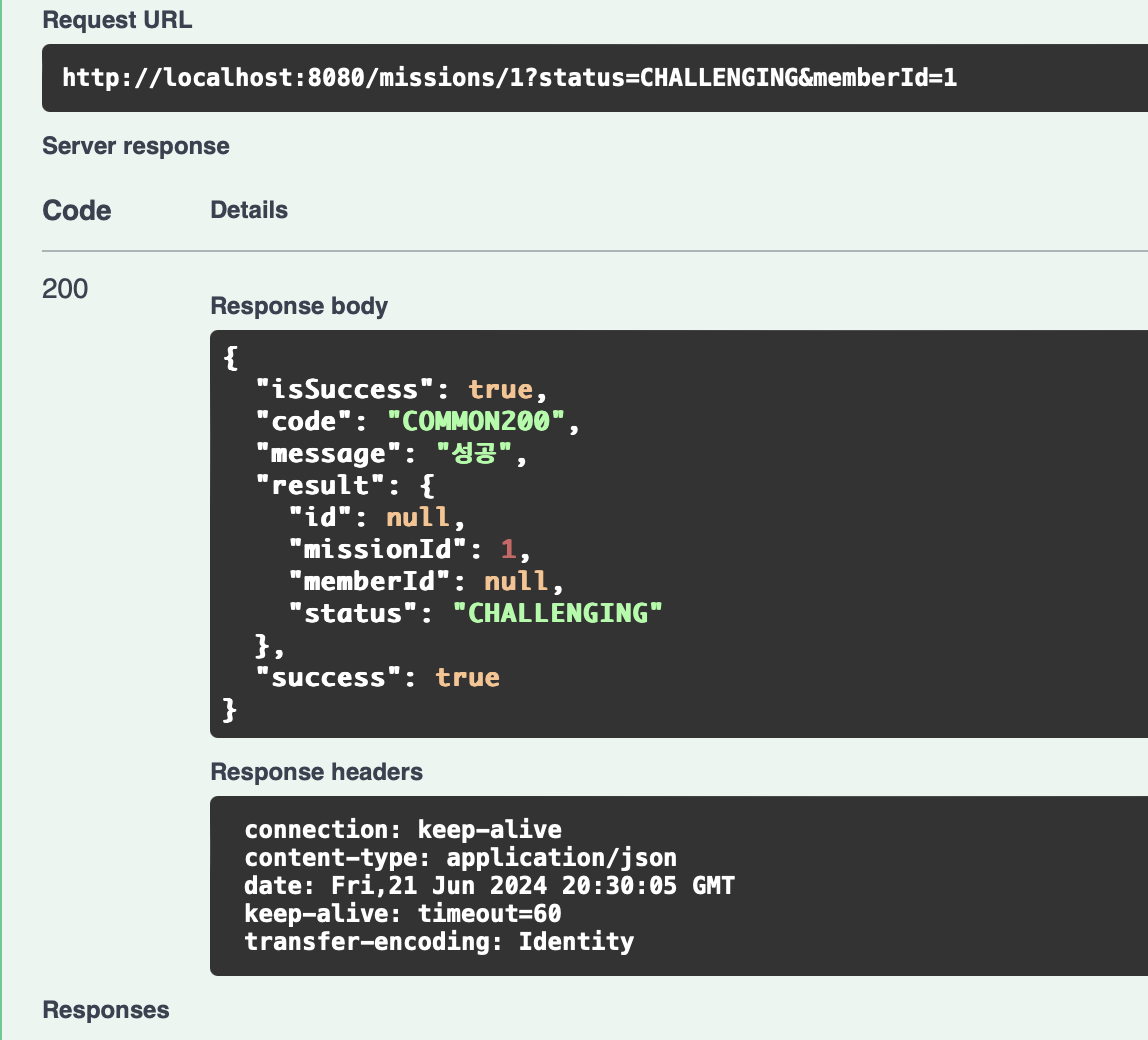 Request URL
http://localhost:8080/missions/1?status=CHALLENGING&memberId=1
Server response
Code Details
200
Response body
{
  "isSuccess": true,
  "code": "COMMON200",
  "message": "성공",
  "result": {
    "id": null,
    "missionId": 1,
    "memberId": null,
    "status": "CHALLENGING"
  },
  "success": true
}
Response headers
connection: keep-alive
content-type: application/json
date: Fri,21 Jun 2024 20:30:05 GMT
keep-alive: timeout=60
transfer-encoding: Identity
Responses